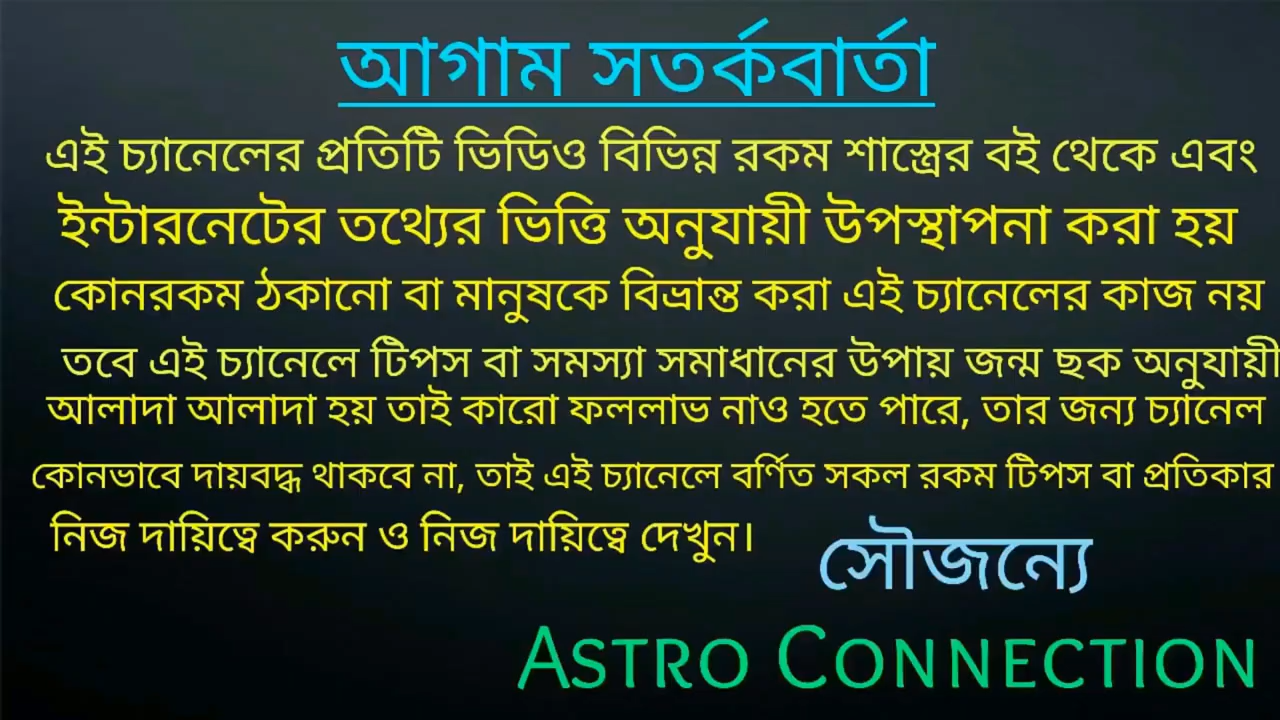 আগাম সতর্কবার্তা
এই চ্যানেলের প্রতিটি ভিডিও বিভিন্ন রকম শাস্ত্রের বই থেকে এবং
ইন্টারনেটের তথ্যের ভিত্তি অনুযায়ী উপস্থাপনা করা হয়
কোনরকম ঠকানো বা মানুষকে বিভ্রান্ত করা এই চ্যানেলের কাজ নয়
তবে এই চ্যানেলে টিপস বা সমস্যা সমাধানের উপায় জন্ম ছক অনুযায়ী
আলাদা আলাদা হয় তাই কারো ফললাভ নাও হতে পারে, তার জন্য চ্যানেল
কোনভাবে দায়বদ্ধ থাকবে না, তাই এই চ্যানেলে বর্ণিত সকল রকম টিপস বা প্রতিকার
নিজ দায়িত্বে করুন ও নিজ দায়িত্বে দেখুন।
সৌজন্যে
ASTRO CONNECTION